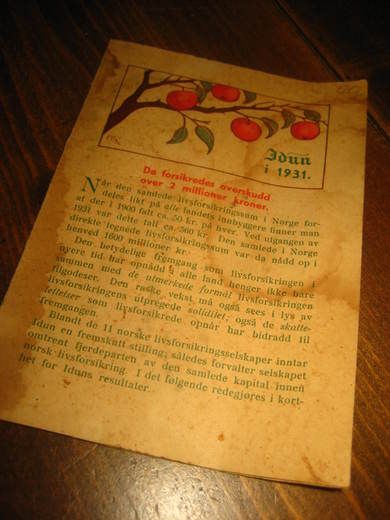 Idun
i 1931.
De forsikredes overskudd
over 2 millioner kroner.
Når den samlede livsforsikringssum i Norge for-
deles likt på alle landets innbyggere finner man
at der i 1900 falt ca. 50 kr. på hver. Ved utgangen av
1931 var dette tall ca. 560 kr. Den samlede i Norge
direkte tegnede livsforsikringssum var da nådd op i
henved 1600 millioner kr.
Den betydelige fremgang som livsforsikringen i
nyere tid har opnådd i alle land henger ikke bare
sammen med de utmerkede formål livsforsikringen
tilgodeser. Den raske vekst må også sees i lys av
livsforsikringens utpregede soliditet; også de skatte-
lettelser som livsforsikrede opnår har bidradd til
fremgangen.
Blandt de 11 norske livsforsikringsselskaper inntar
Idun en fremskutt stilling; således forvalter selskapet
omtrent fjerdeparten av den samlede kapital innen
norsk livsforsikring. I det følgende redegjøres i kort-
het for Iduns resultater.